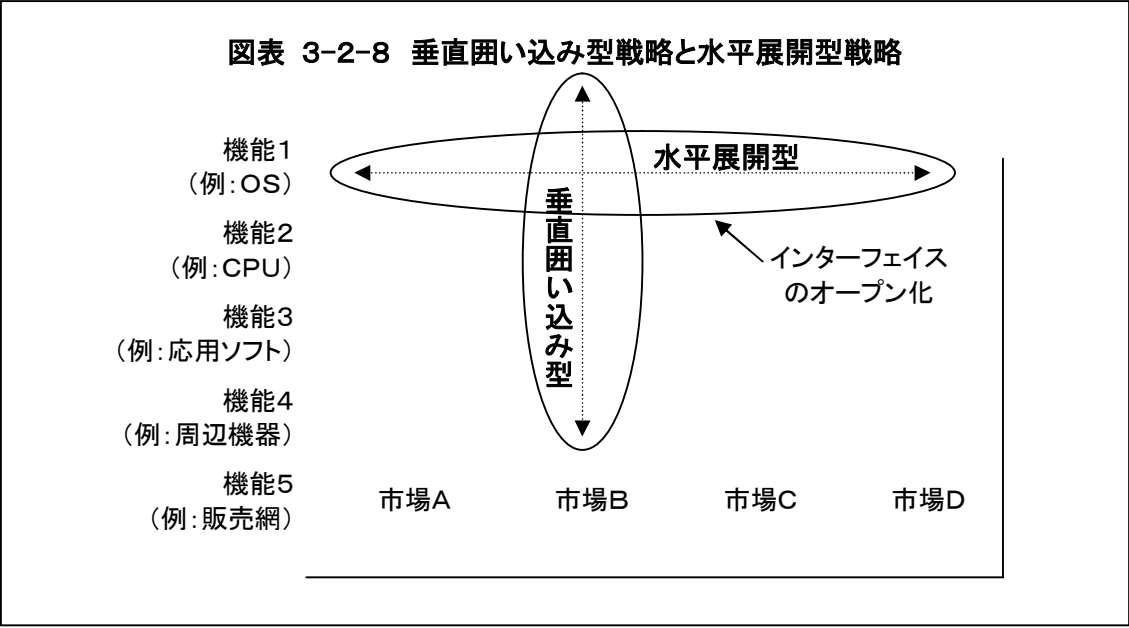 図表 3-2-8 垂直囲い込み型戦略と水平展開型戦略
機能1
（例：OS）
水平展開型
機能2
（例：CPU）
垂直囲い込み型
インターフェイス
のオープン化
機能3
（例：応用ソフト）
機能4
（例：周辺機器）
機能5
（例：販売網）
市場A 市場B 市場C 市場D